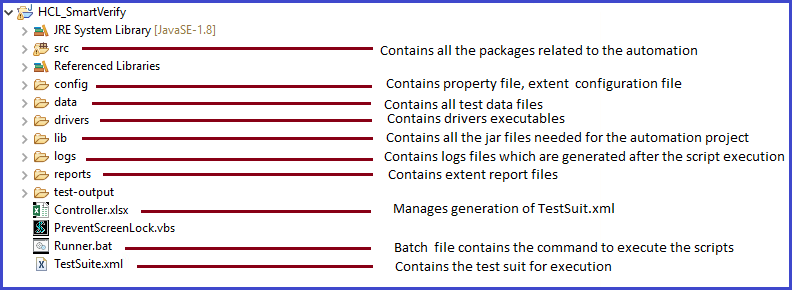 HCL_SmartVerify
JRE System Library [JavaSE-1.8]
src Contains all the packages related to the automation
Referenced Libraries
config Contains property file, extent configuration file
data Contains all test data files
drivers Contains drivers executables
lib Contains all the jar files needed for the automation project
logs Contains logs files which are generated after the script execution
reports Contains extent report files
test-output
Controller.xlsx Manages generation of TestSuit.xml
PreventScreenLock.vbs
Runner.bat Batch file contains the command to execute the scripts
TestSuite.xml Contains the test suit for execution